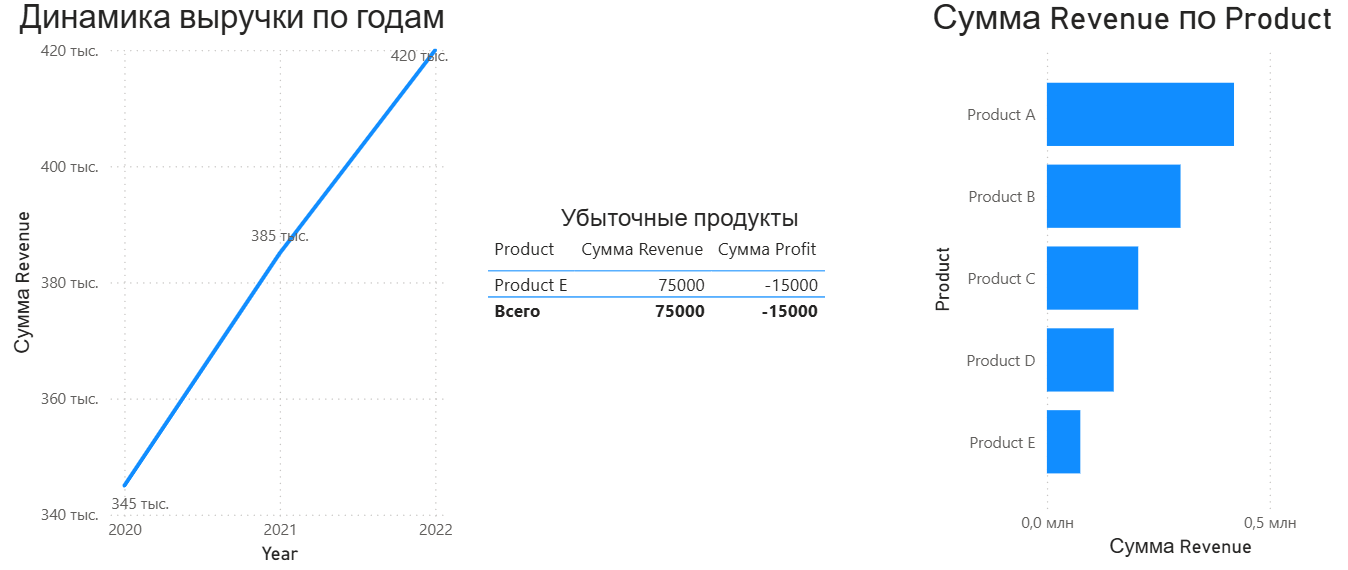 Динамика выручки по годам
420 тыс.
400 тыс.
380 тыс.
360 тыс.
340 тыс.
Сумма Revenue
420 тыс.
385 тыс.
345 тыс.
2020 2021 2022
Year
Убыточные продукты
Product Сумма Revenue Сумма Profit
Product E 75000 -15000
Всего 75000 -15000
Сумма Revenue по Product
Product
Product A
Product B
Product C
Product D
Product E
0,0 млн 0,5 млн
Сумма Revenue